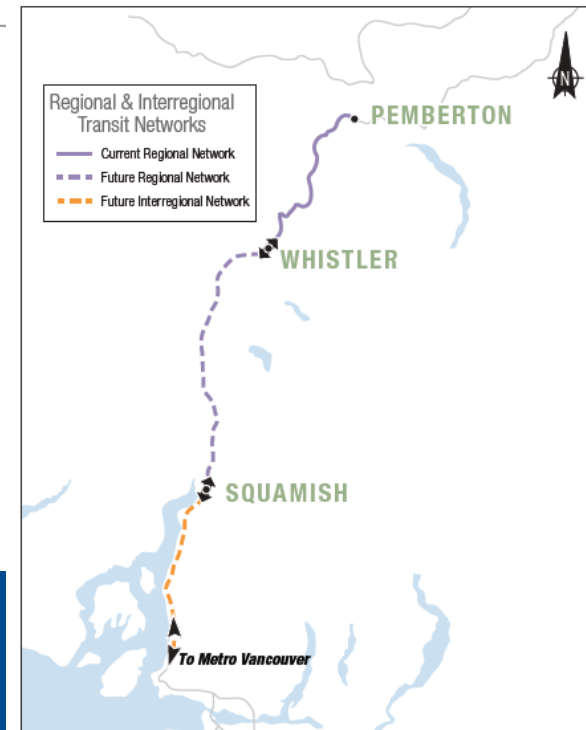 N
PEMBERTON
Regional & Interregional
Transit Networks
Current Regional Network
Future Regional Network
Future Interregional Network
WHISTLER
SQUAMISH
To Metro Vancouver